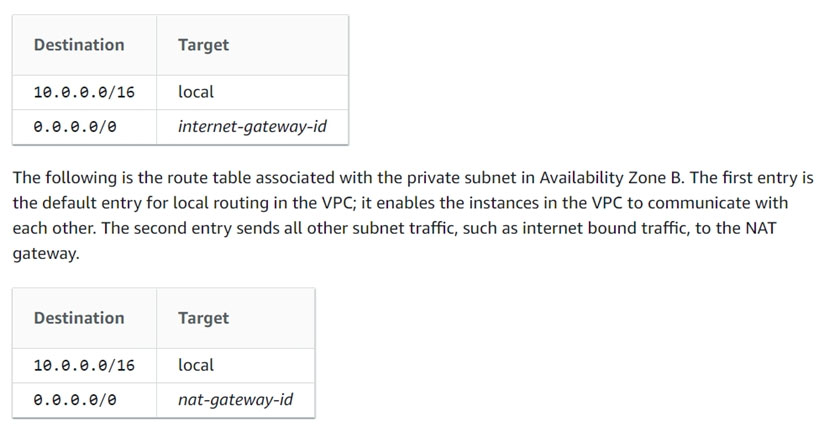 Destination Target
10.0.0.0/16 local
0.0.0.0/0 internet-gateway-id
The following is the route table associated with the private subnet in Availability Zone B. The first entry is
the default entry for local routing in the VPC; it enables the instances in the VPC to communicate with
each other. The second entry sends all other subnet traffic, such as internet bound traffic, to the NAT
gateway.
Destination Target
10.0.0.0/16 local
0.0.0.0/0 nat-gateway-id